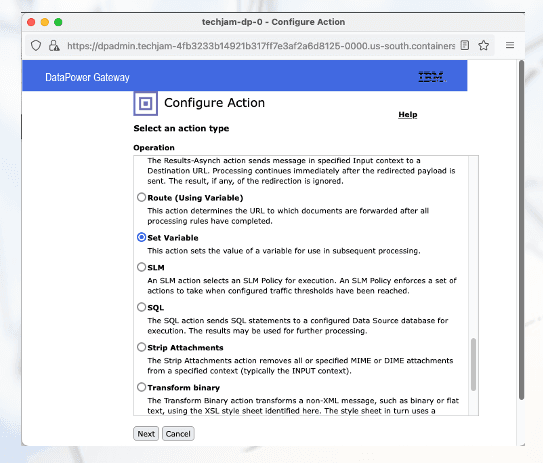 techjam-dp-0 - Configure Action
https://dpadmin.techjam-4fb3233b14921b317ff7e3af2a6d8125-0000.us-south.containers
DataPower Gateway
IBM
Configure Action
Help
Select an action type
Operation
The Results-Asynch action sends message in specified Input context to a
Destination URL. Processing continues immediately after the redirected payload is
sent. The result, if any, of the redirection is ignored.
Route (Using Variable)
This action determines the URL to which documents are forwarded after all
processing rules have completed.
Set Variable
This action sets the value of a variable for use in subsequent processing.
SLM
An SLM action selects an SLM Policy for execution. An SLM Policy enforces a set of
actions to take when configured traffic thresholds have been reached.
SQL
The SQL action sends SQL statements to a configured Data Source database for
execution. The results may be used for further processing.
Strip Attachments
The Strip Attachments action removes all or specified MIME or DIME attachments
from a specified context (typically the INPUT context).
Transform binary
The Transform Binary action transforms a non-XML message, such as binary or flat
text, using the XSL style sheet identified here. The style sheet in turn uses a
Next Cancel